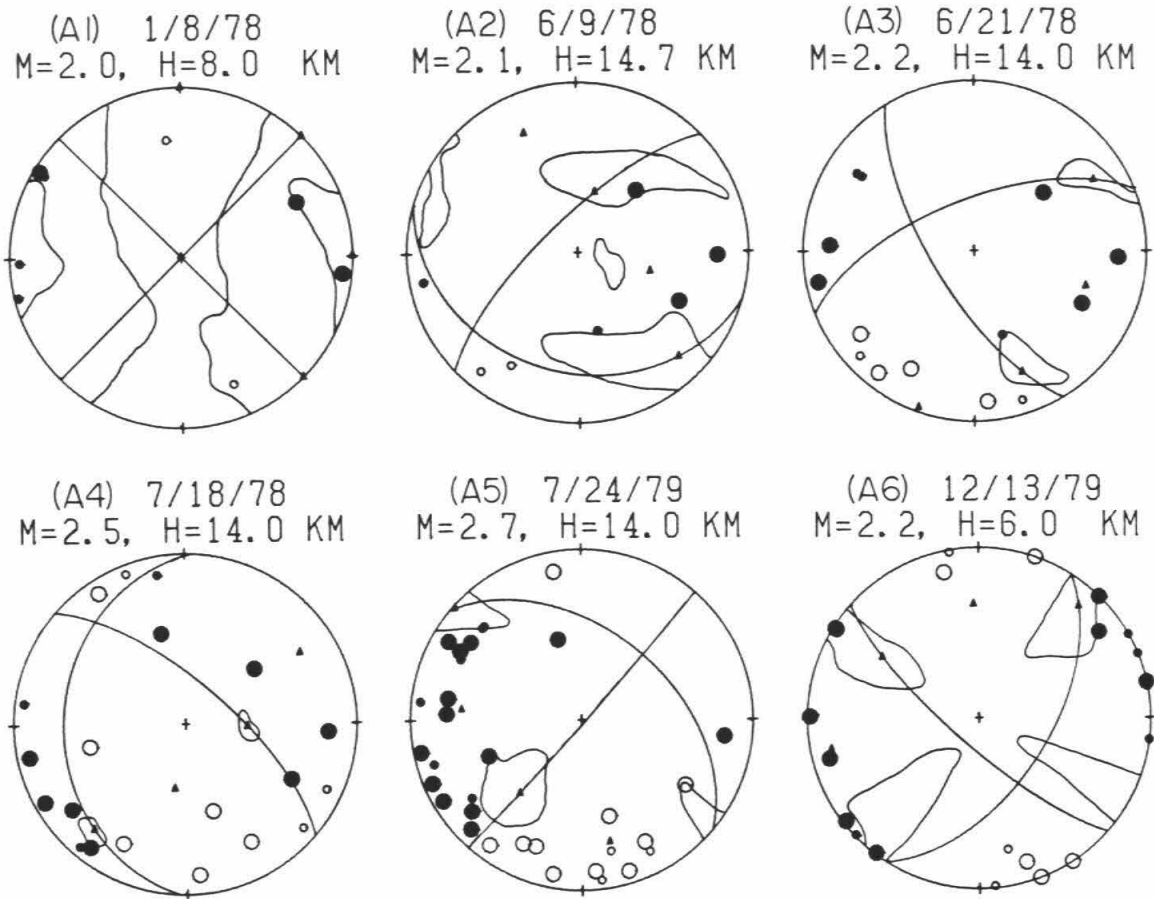 (A1) 1/8/78
M=2.0, H=8.0 KM
(A2) 6/9/78
M=2.1, H=14.7 KM
(A3) 6/21/78
M=2.2, H=14.0 KM
(A4) 7/18/78
M=2.5, H=14.0 KM
(A5) 7/24/79
M=2.7, H=14.0 KM
(A6) 12/13/79
M=2.2, H=6.0 KM